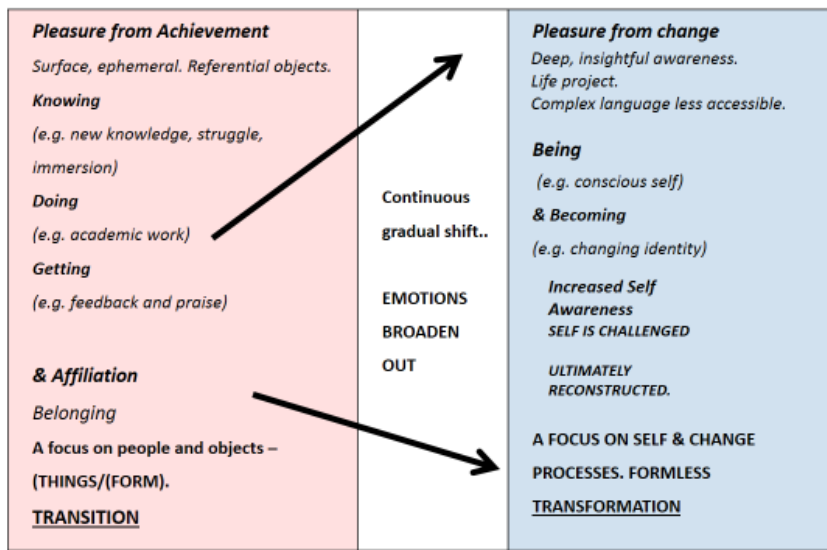 Pleasure from Achievement
Surface, ephemeral. Referential objects.
Knowing
(e.g. new knowledge, struggle,
immersion)
Doing
(e.g. academic work)
Getting
(e.g. feedback and praise)
& Affiliation
Belonging
A focus on people and objects –
(THINGS/(FORM).
TRANSITION
Continuous
gradual shift..
EMOTIONS
BROADEN
OUT
Pleasure from change
Deep, insightful awareness.
Life project.
Complex language less accessible.
Being
(e.g. conscious self)
& Becoming
(e.g. changing identity)
Increased Self
Awareness
SELF IS CHALLENGED
ULTIMATELY
RECONSTRUCTED.
A FOCUS ON SELF & CHANGE
PROCESSES. FORMLESS
TRANSFORMATION